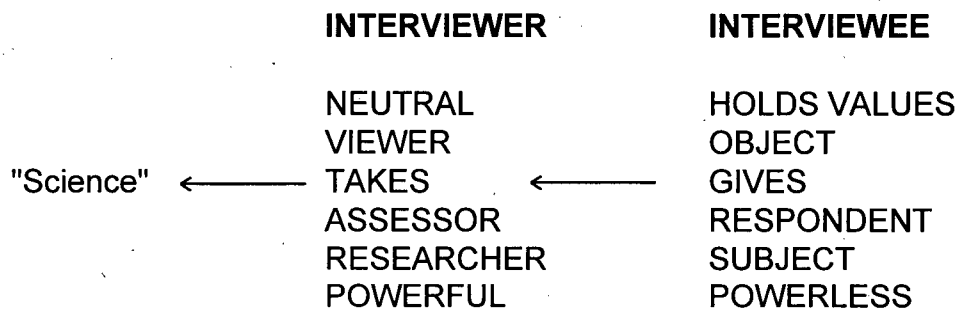 INTERVIEWER INTERVIEWEE
NEUTRAL HOLDS VALUES
VIEWER OBJECT
"Science" ← TAKES ← GIVES
ASSESSOR RESPONDENT
RESEARCHER SUBJECT
POWERFUL POWERLESS